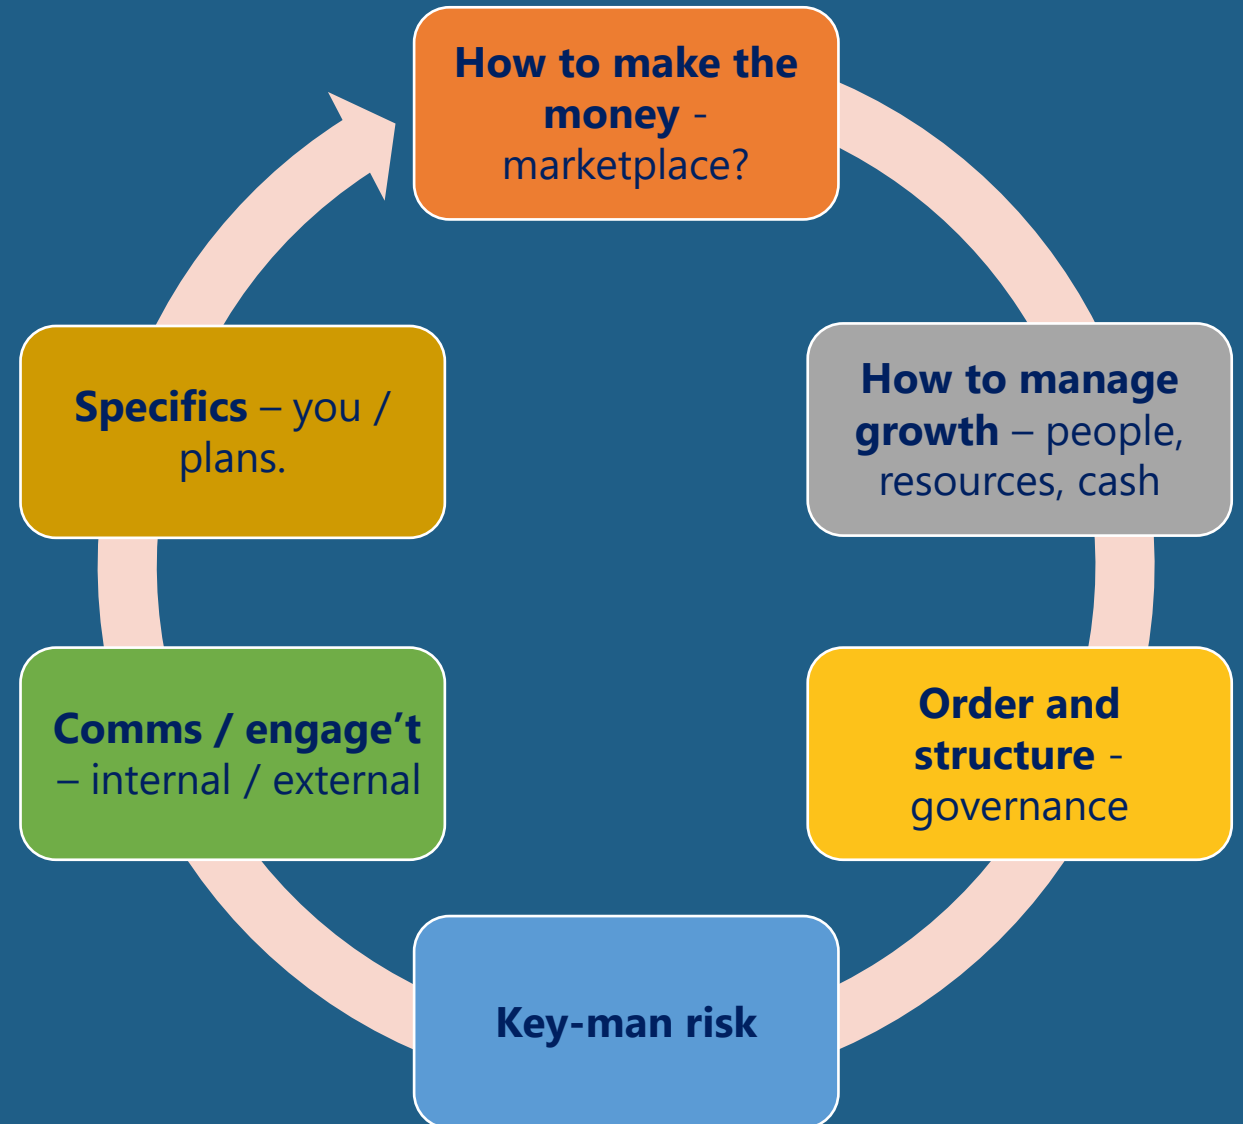 How to make the
money -
marketplace?
How to manage
growth – people,
resources, cash
Order and
structure -
governance
Key-man risk
Comms / engage’t
– internal / external
Specifics – you /
plans.